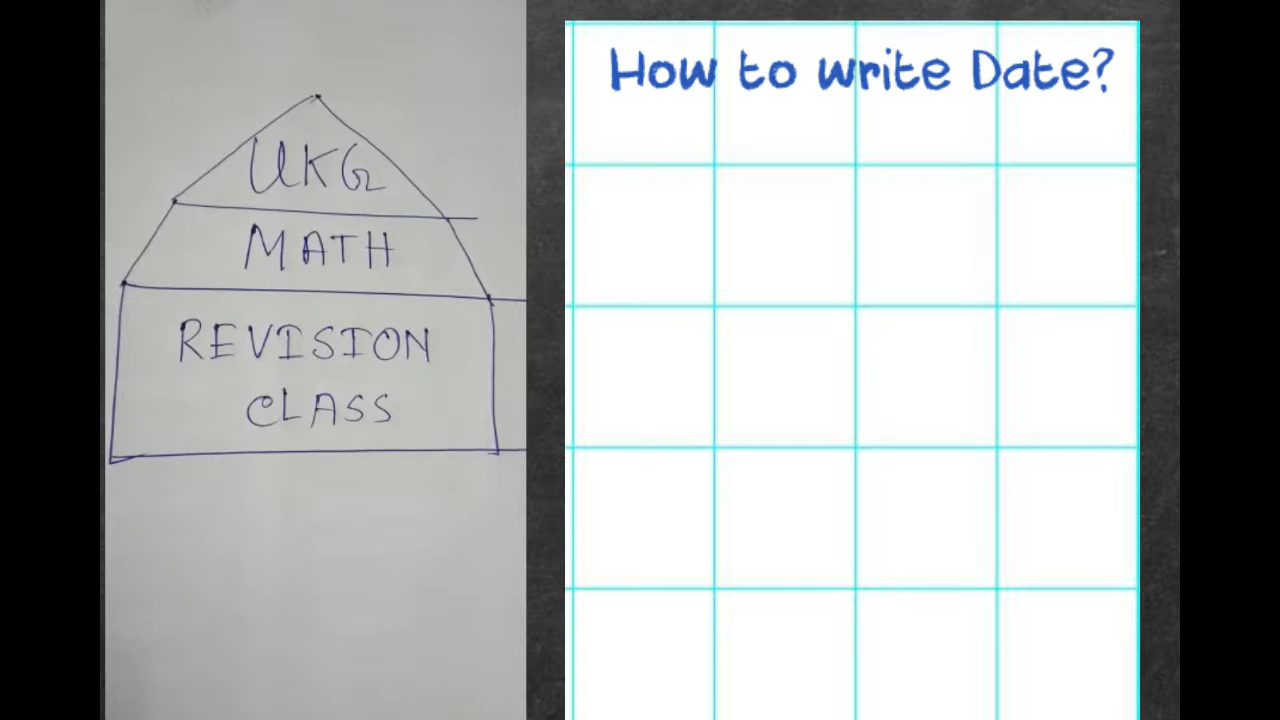 UKG
MATH
REVISION
CLASS
How to write Date?